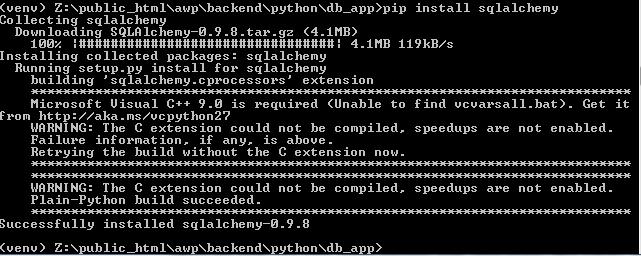 (venv) Z:\public_html\awp\backend\python\db_app>pip install sqlalchemy
Collecting sqlalchemy
  Downloading SQLAlchemy-0.9.8.tar.gz (4.1MB)
    100% |################################| 4.1MB 119kB/s
Installing collected packages: sqlalchemy
  Running setup.py install for sqlalchemy
    building 'sqlalchemy.cprocessors' extension
    ***************************************************************************
    Microsoft Visual C++ 9.0 is required (Unable to find vcvarsall.bat). Get it
from http://aka.ms/vcpython27
    WARNING: The C extension could not be compiled, speedups are not enabled.
    Failure information, if any, is above.
    Retrying the build without the C extension now.
    ***************************************************************************
    ***************************************************************************
    WARNING: The C extension could not be compiled, speedups are not enabled.
    Plain-Python build succeeded.
    ***************************************************************************
Successfully installed sqlalchemy-0.9.8
(venv) Z:\public_html\awp\backend\python\db_app>